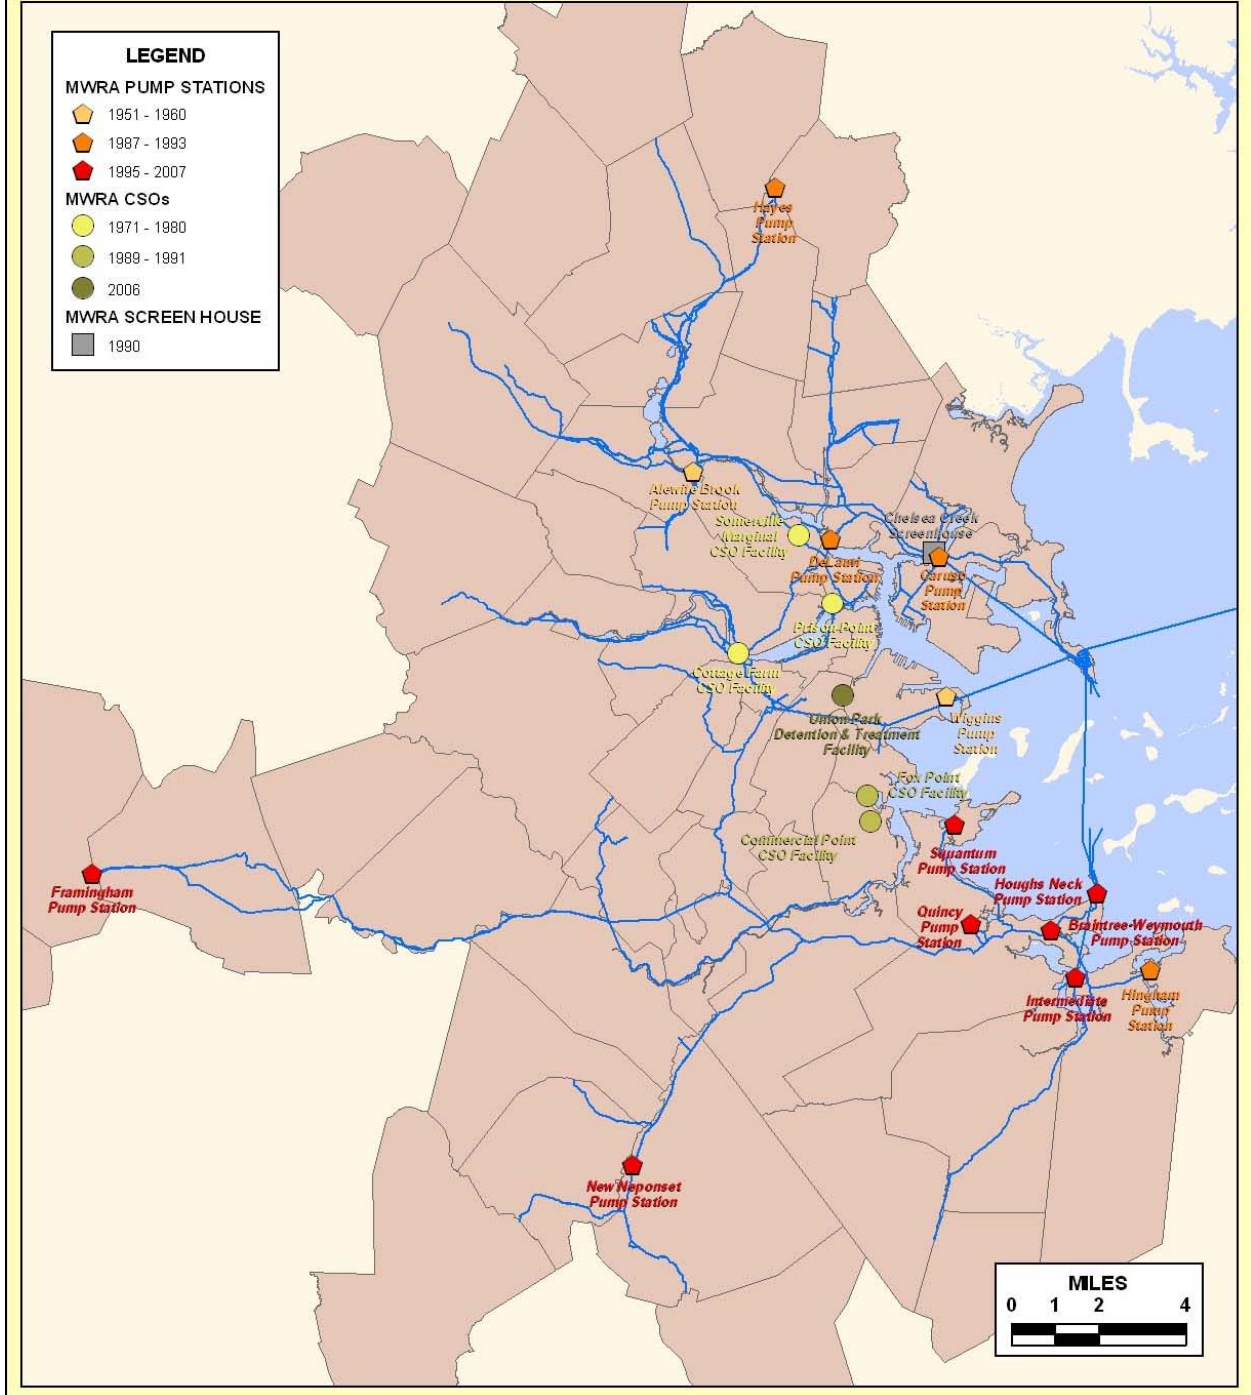 LEGEND
MWRA PUMP STATIONS
1951 - 1960
1987 - 1993
1995 - 2007
MWRA CSOs
1971 - 1980
1989 - 1991
2006
MWRA SCREEN HOUSE
1990
Hayes
Pump
Station
Alewife Brook
Pump Station
Somerville
Marginal
CSO Facility
Chelsea Creek
Screenhouse
DeLauri
Pump Station
Caruso
Pump
Station
Prison Point
CSO Facility
Cottage Farm
CSO Facility
Union Park
Detention & Treatment
Facility
Wiggins
Pump
Station
Fox Point
CSO Facility
Commercial Point
CSO Facility
Squantum
Pump Station
Framingham
Pump Station
Houghs Neck
Pump Station
Quincy
Pump
Station
Braintree-Weymouth
Pump Station
Intermediate
Pump Station
Hingham
Pump
Station
New Neponset
Pump Station
MILES
0 1 2 4